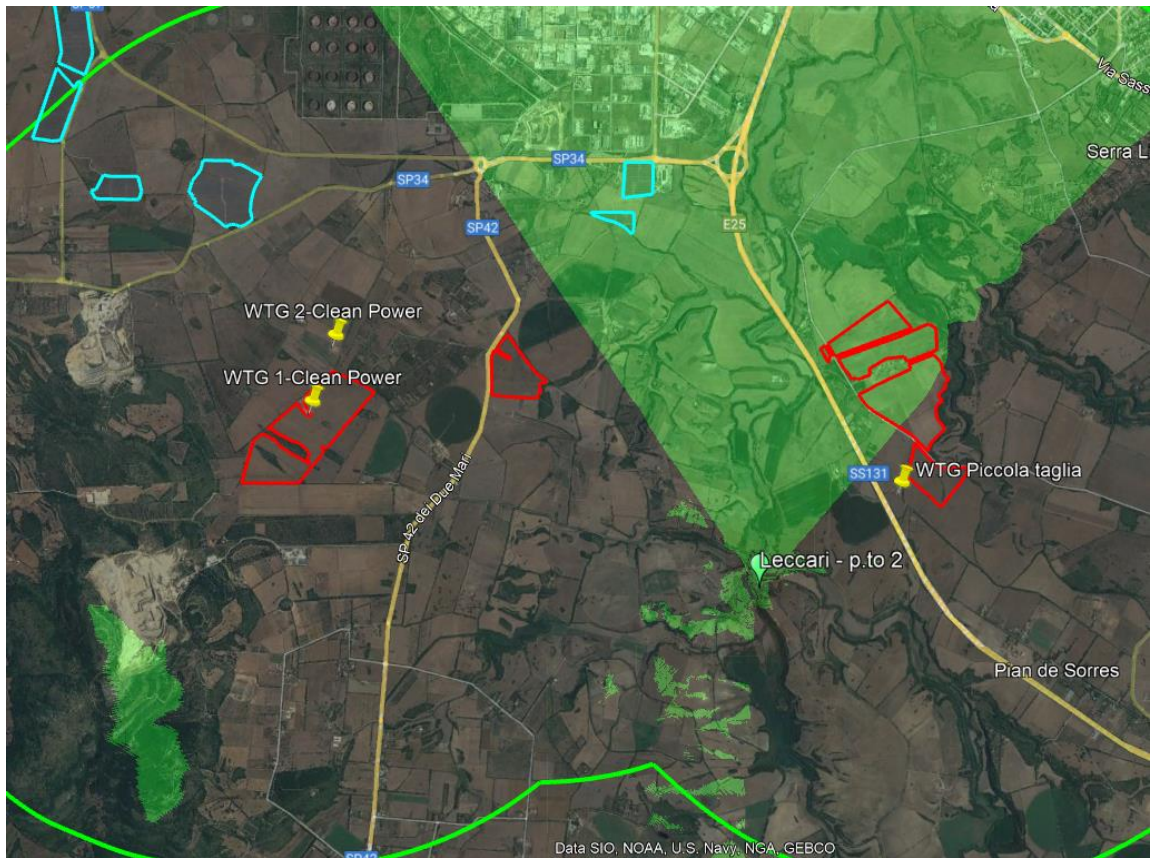 Via Sass
Serra L
SP34
SP34
SP42
E25
WTG 2-Clean Power
WTG 1-Clean Power
SS131
WTG Piccola taglia
SP 42 dei Due Mari
Leccari - p.to 2
Pian de Sorres
Data SIO, NOAA, U.S. Navy, NGA, GEBCO